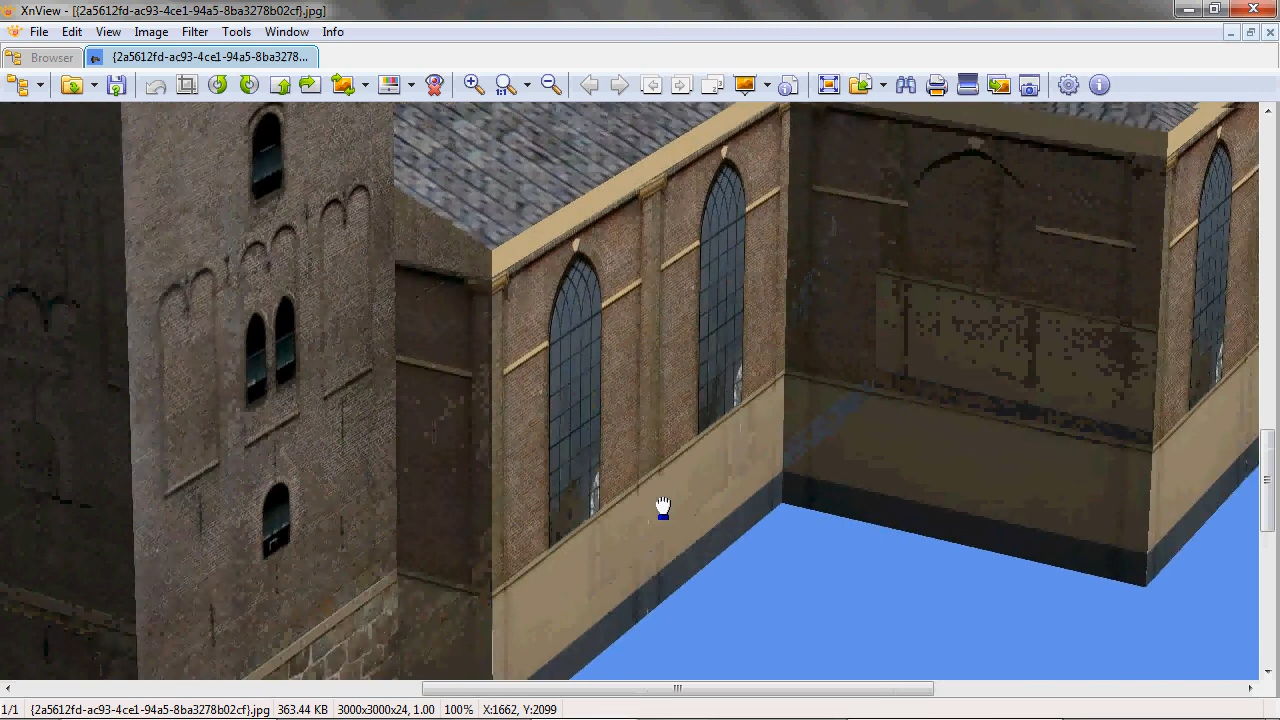 XnView - [{2a5612fd-ac93-4ce1-94a5-8ba3278b02cf}.jpg]
File Edit View Image Filter Tools Window Info
Browser {2a5612fd-ac93-4ce1-94a5-8ba3278...
1:1
1/1 {2a5612fd-ac93-4ce1-94a5-8ba3278b02cf}.jpg 363.44 KB 3000x3000x24, 1.00 100% X:1662, Y:2099